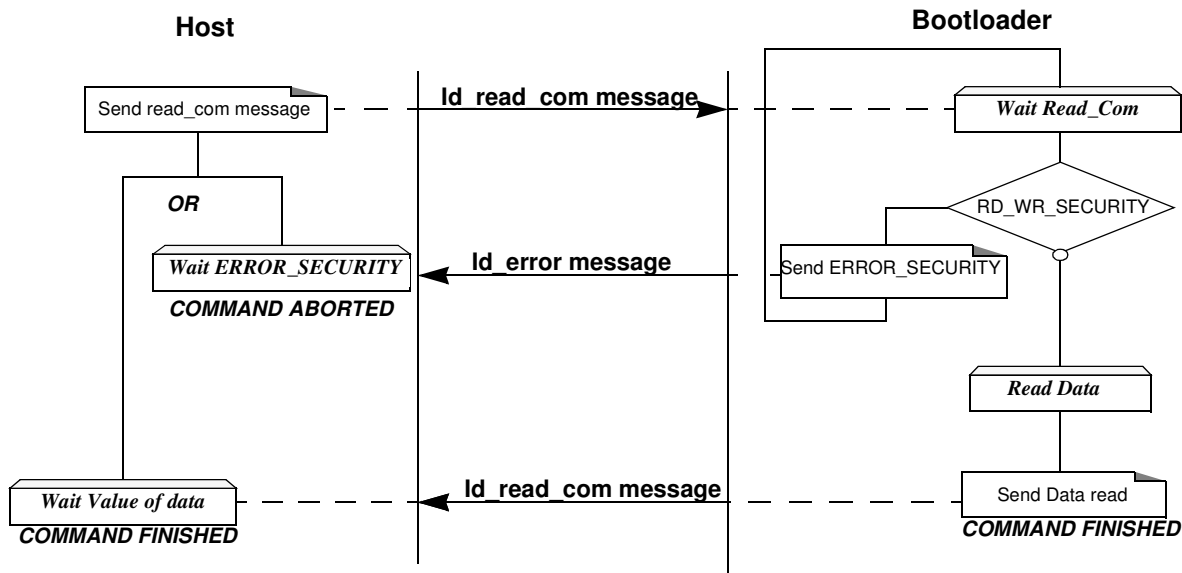 Host
Bootloader
Send read_com message
Id_read_com message
Wait Read_Com
OR
RD_WR_SECURITY
Wait ERROR_SECURITY
Id_error message
Send ERROR_SECURITY
COMMAND ABORTED
Read Data
Wait Value of data
Id_read_com message
Send Data read
COMMAND FINISHED
COMMAND FINISHED